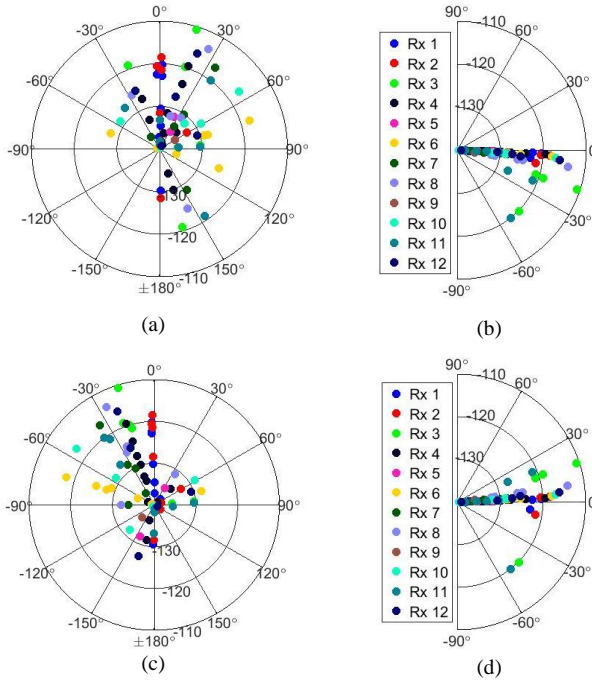 0°
-30°
30°
-60°
60°
-90°
90°
-130
-120
-120°
120°
-150°
150°
-110
±180°
(a)
Rx 1
Rx 2
Rx 3
Rx 4
Rx 5
Rx 6
Rx 7
Rx 8
Rx 9
Rx 10
Rx 11
Rx 12
90°
-110
60°
-120
30°
-130
0°
-30°
-60°
-90°
(b)
0°
-30°
30°
-60°
60°
-90°
90°
-130
-120
-120°
120°
-150°
150°
-110
±180°
(c)
Rx 1
Rx 2
Rx 3
Rx 4
Rx 5
Rx 6
Rx 7
Rx 8
Rx 9
Rx 10
Rx 11
Rx 12
90°
-110
60°
-120
30°
-130
0°
-30°
-60°
-90°
(d)